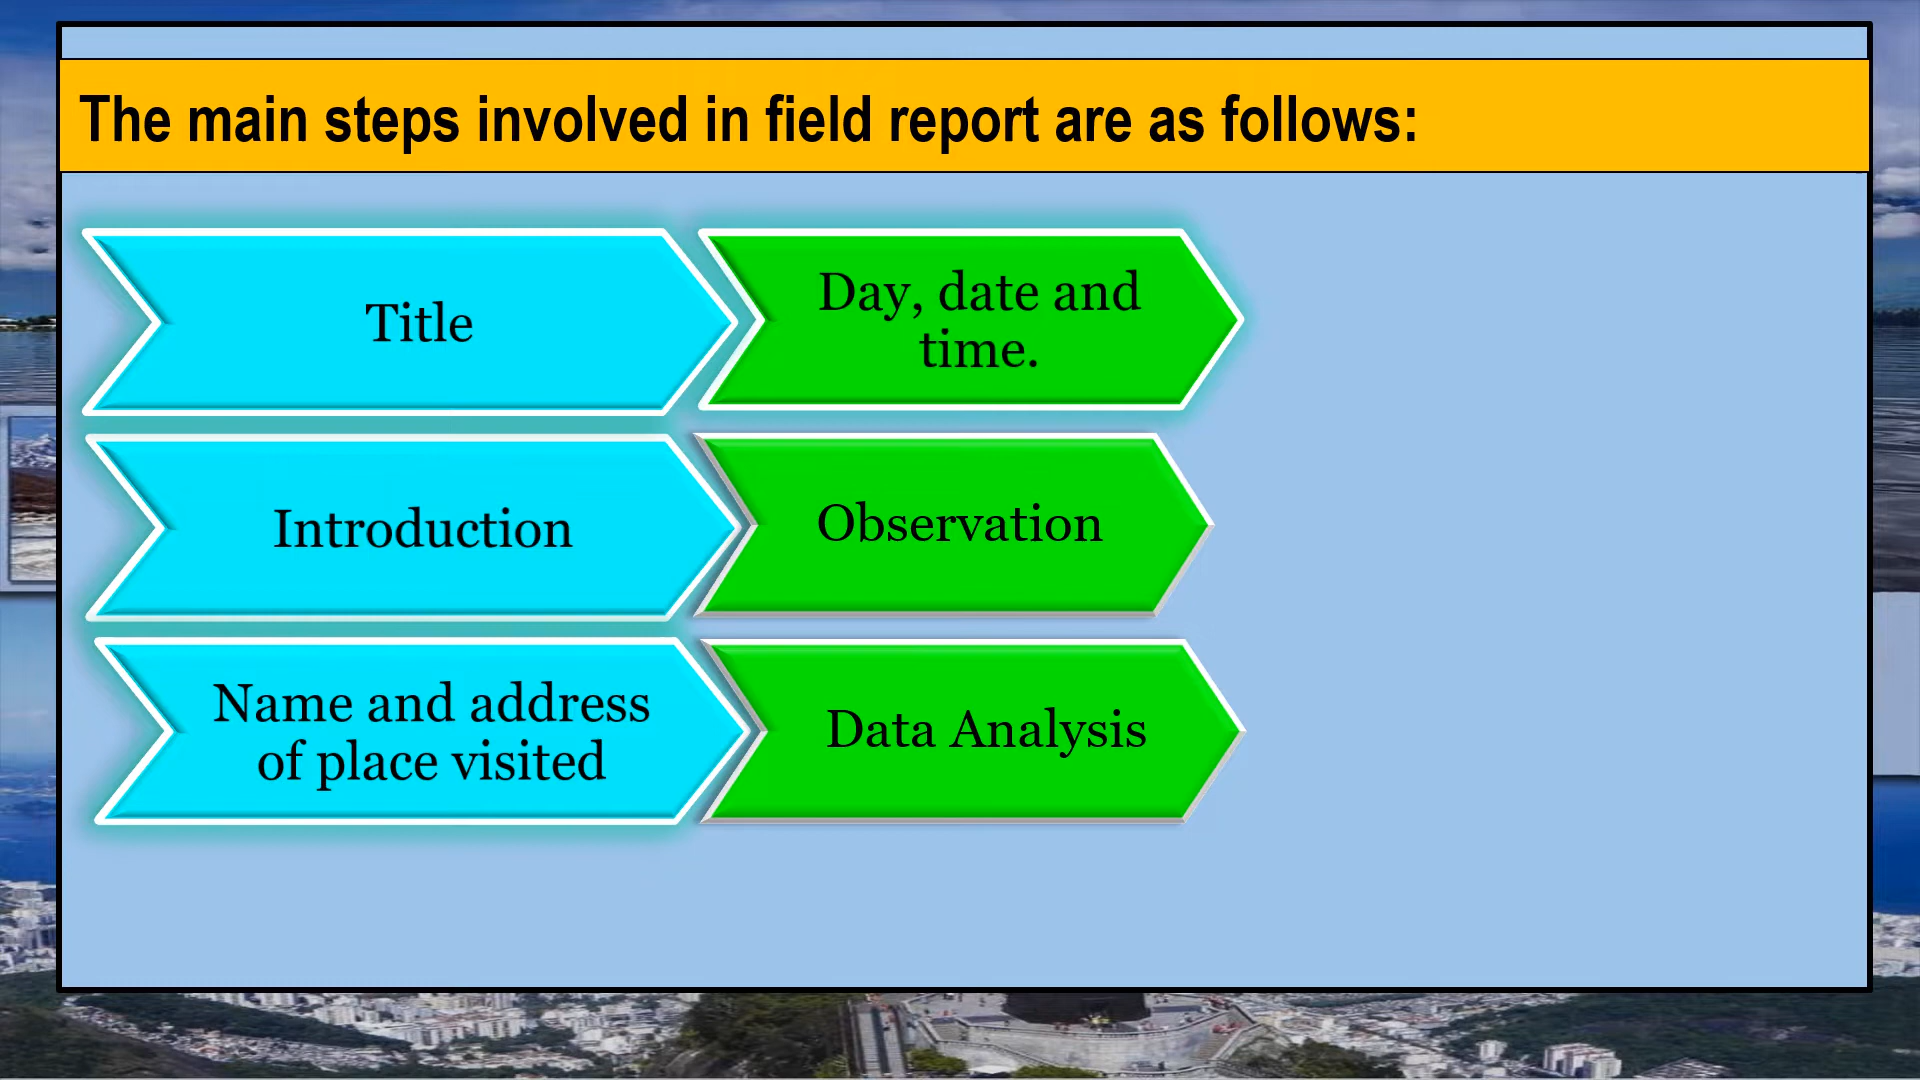 The main steps involved in field report are as follows:
Title
Day, date and
time.
Introduction
Observation
Name and address
of place visited
Data Analysis